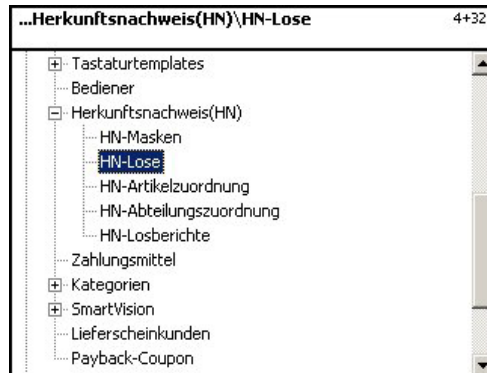 ...Herkunftsnachweis(HN)\HN-Lose 4+32
Tastaturtemplates
Bediener
Herkunftsnachweis(HN)
HN-Masken
HN-Lose
HN-Artikelzuordnung
HN-Abteilungszuordnung
HN-Losberichte
Zahlungsmittel
Kategorien
SmartVision
Lieferscheinkunden
Payback-Coupon